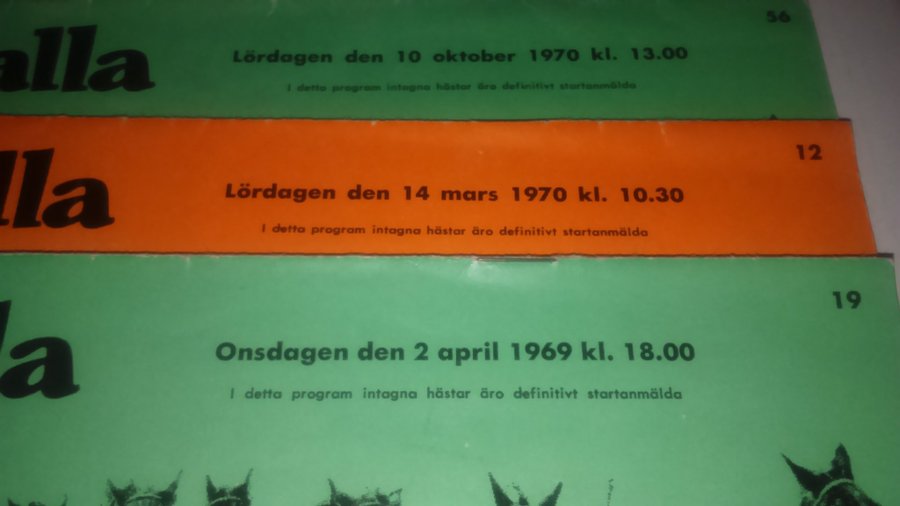 56
alla
Lördagen den 10 oktober 1970 kl. 13.00
I detta program intagna hästar äro definitivt startanmälda
12
lla
Lördagen den 14 mars 1970 kl. 10.30
I detta program intagna hästar äro definitivt startanmälda
19
a
Onsdagen den 2 april 1969 kl. 18.00
I detta program intagna hästar äro definitivt startanmälda